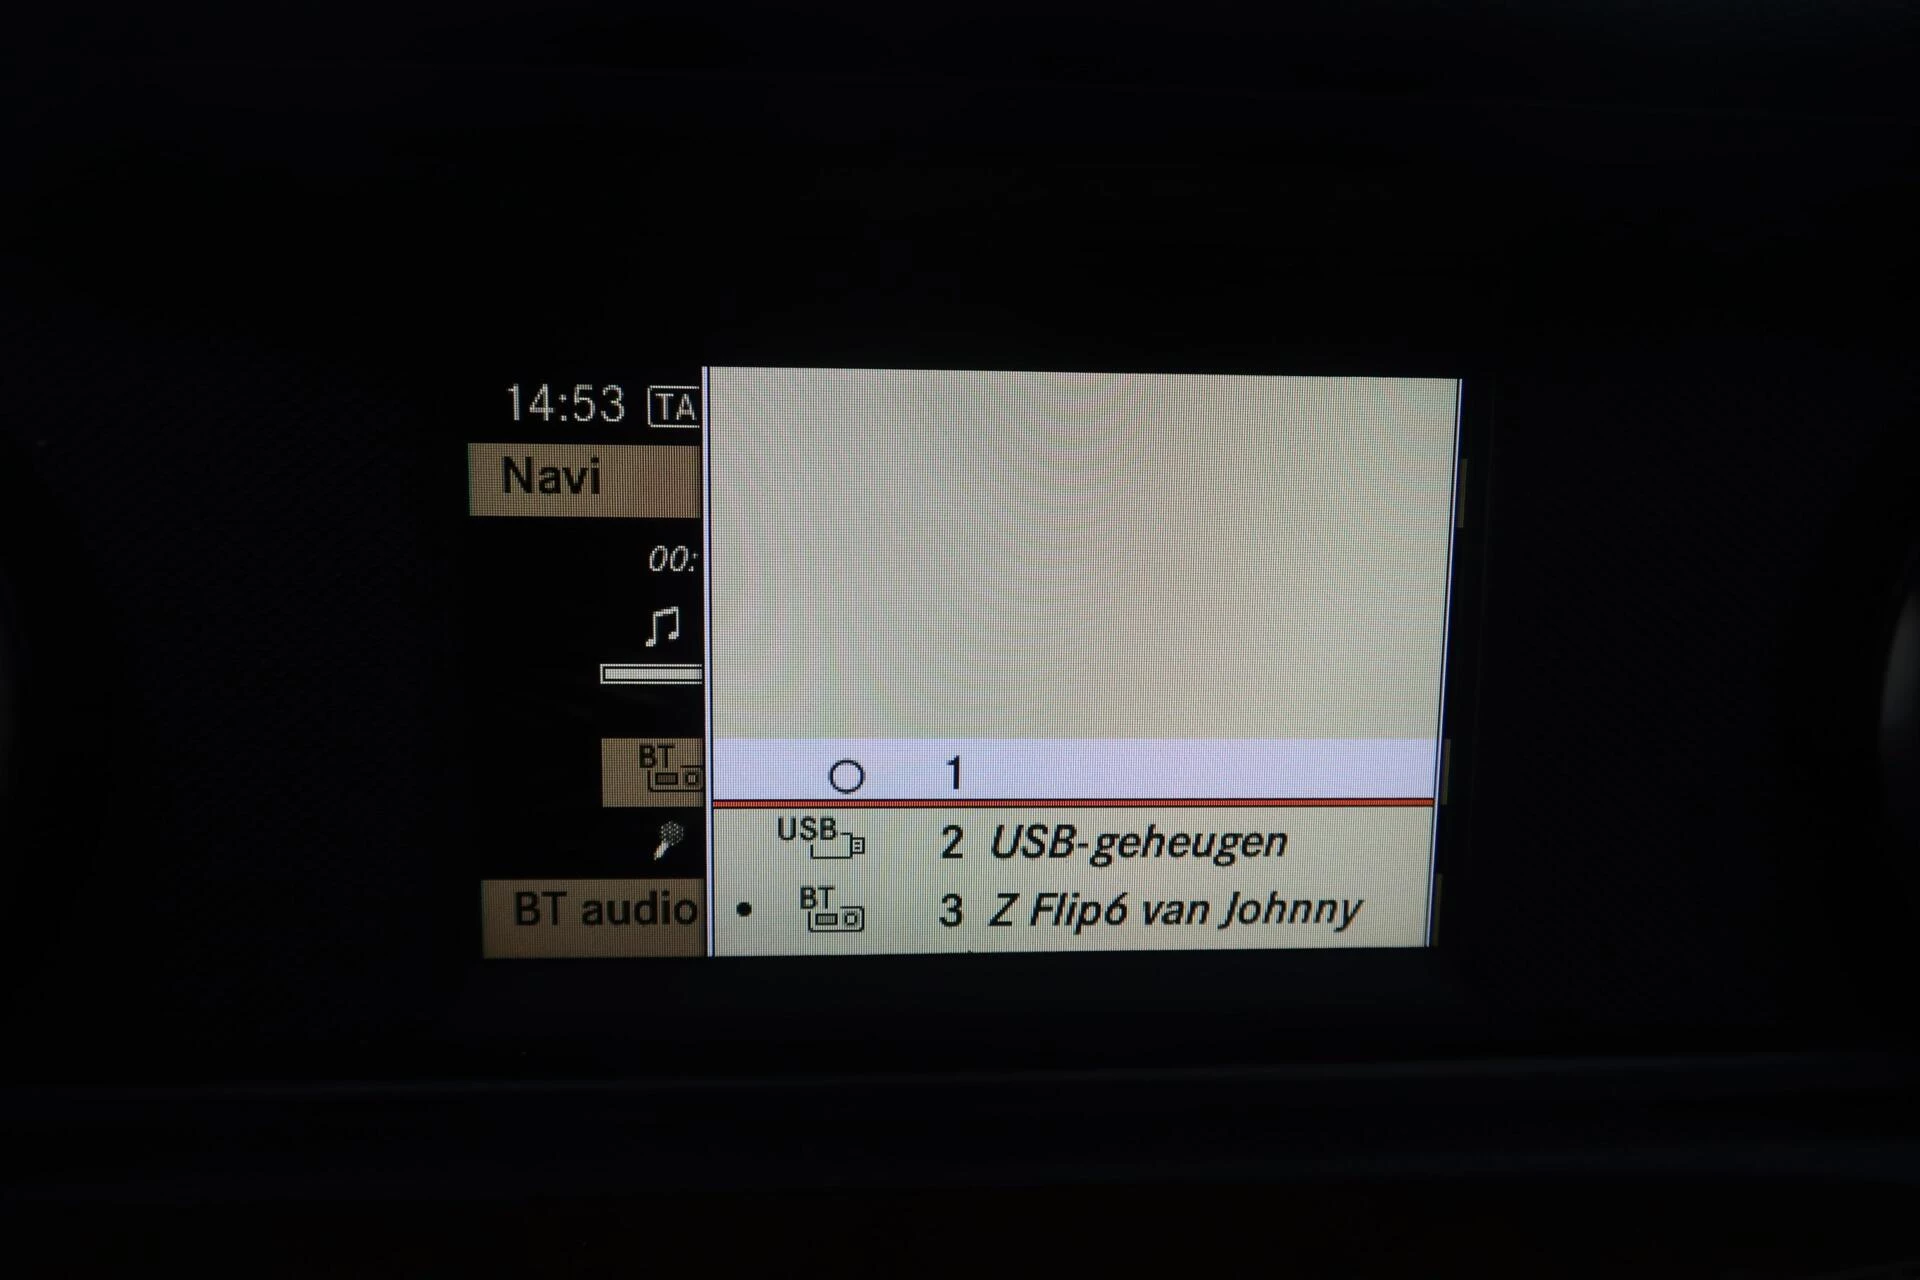 14:53 TA
Navi
00:
BT
1
USB 2 USB-geheugen
BT audio
BT 3 Z Flip6 van Johnny